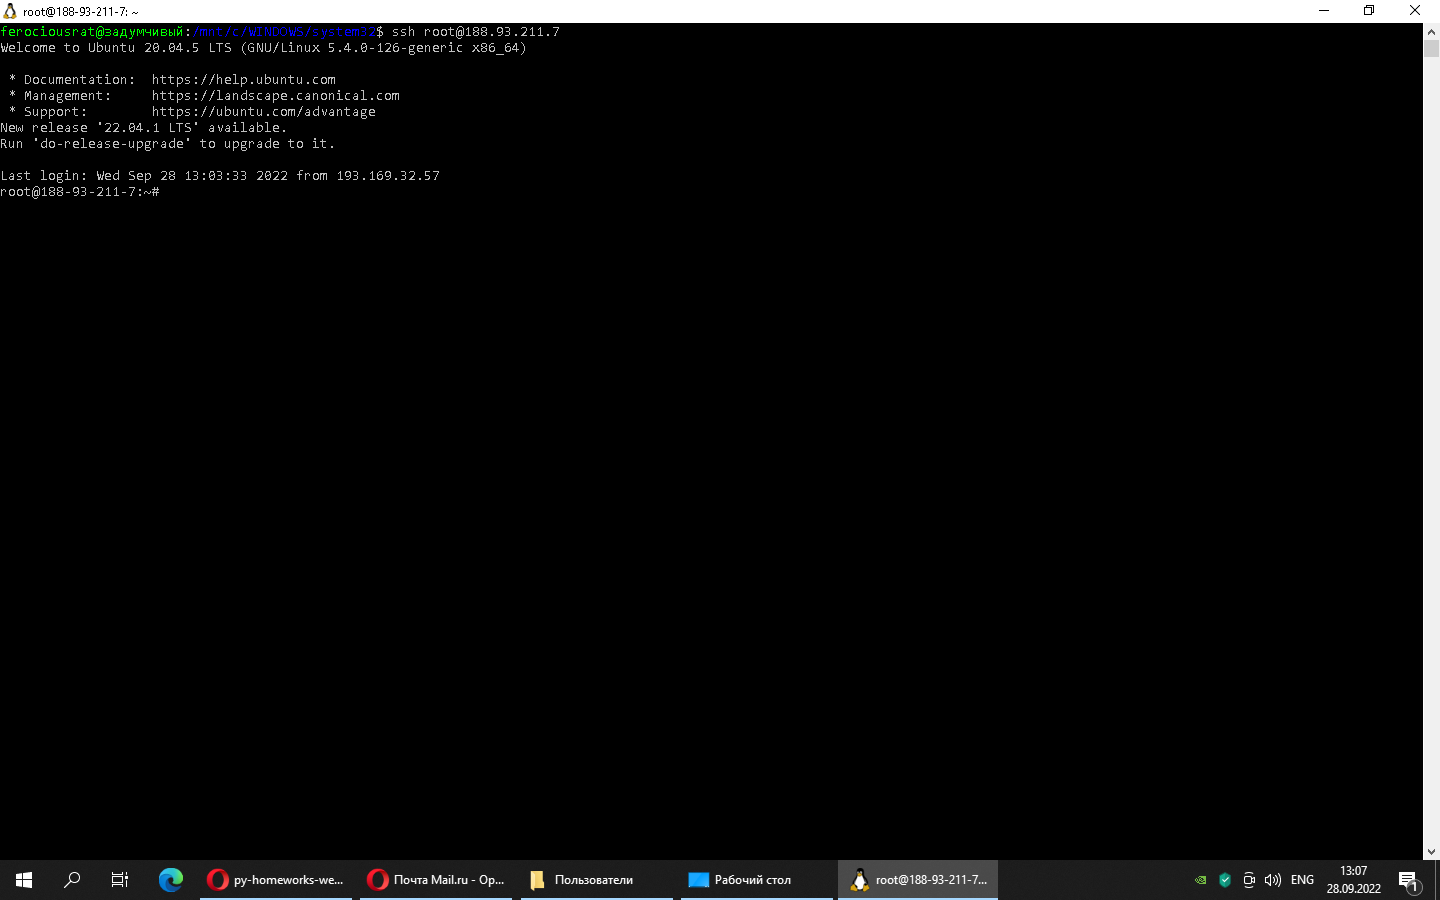 root@188-93-211-7: ~
ferociousrat@задумчивый:/mnt/c/WINDOWS/system32$ ssh root@188.93.211.7
Welcome to Ubuntu 20.04.5 LTS (GNU/Linux 5.4.0-126-generic x86_64)
* Documentation:  https://help.ubuntu.com
* Management:     https://landscape.canonical.com
* Support:        https://ubuntu.com/advantage
New release '22.04.1 LTS' available.
Run 'do-release-upgrade' to upgrade to it.
Last login: Wed Sep 28 13:03:33 2022 from 193.169.32.57
root@188-93-211-7:~#
py-homeworks-we...
Почта Mail.ru - Op...
Пользователи
Рабочий стол
root@188-93-211-7...
ENG
13:07
28.09.2022
1